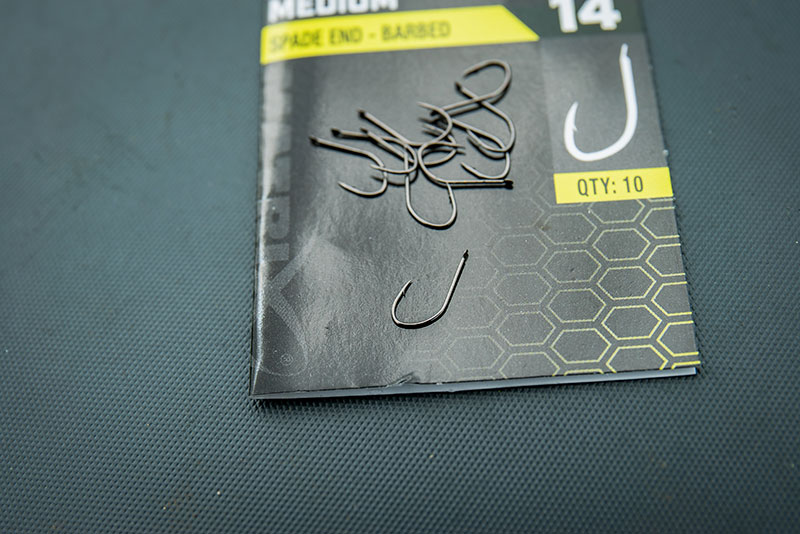 MEDIUM
14
SPADE END - BARBED
QTY: 10
®